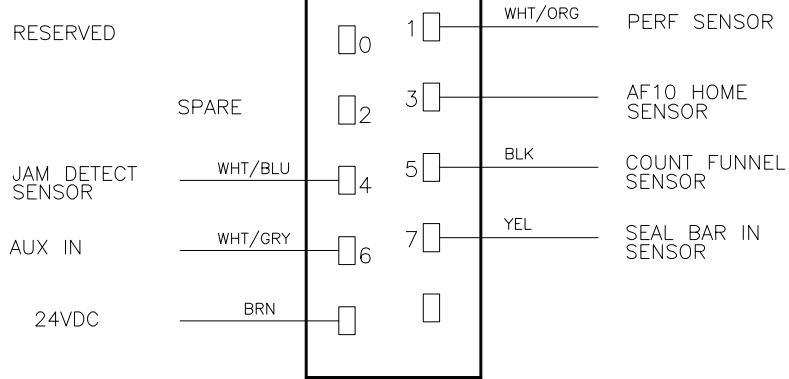 RESERVED
0
1
WHT/ORG
PERF SENSOR
SPARE
2
3
AF10 HOME
SENSOR
JAM DETECT
SENSOR
WHT/BLU
4
5
BLK
COUNT FUNNEL
SENSOR
AUX IN
WHT/GRY
6
7
YEL
SEAL BAR IN
SENSOR
24VDC
BRN